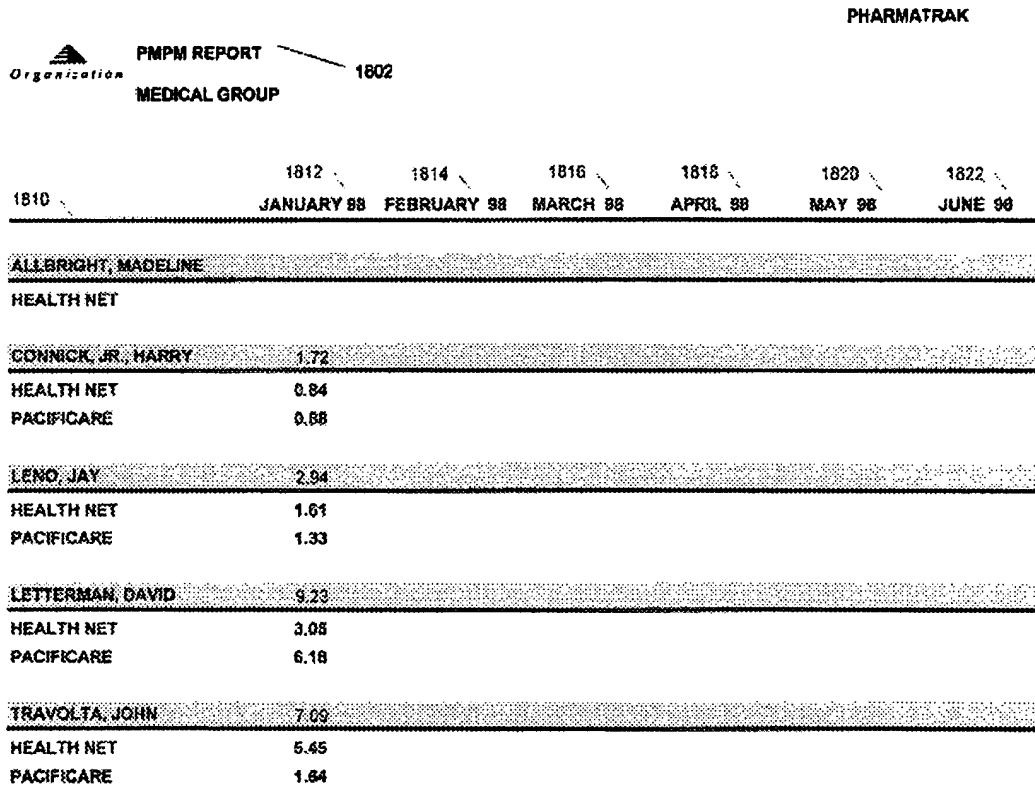 PHARMATRAK
PMPM REPORT
1802
Organization
MEDICAL GROUP
1812 1814 1816 1818 1820 1822
1810 JANUARY 98 FEBRUARY 98 MARCH 98 APRIL 98 MAY 98 JUNE 98
ALLBRIGHT, MADELINE
HEALTH NET
CONNICK, JR., HARRY 1.72
HEALTH NET 0.84
PACIFICARE 0.88
LENO, JAY 2.94
HEALTH NET 1.61
PACIFICARE 1.33
LETTERMAN, DAVID 9.23
HEALTH NET 3.05
PACIFICARE 6.18
TRAVOLTA, JOHN 7.09
HEALTH NET 5.45
PACIFICARE 1.64